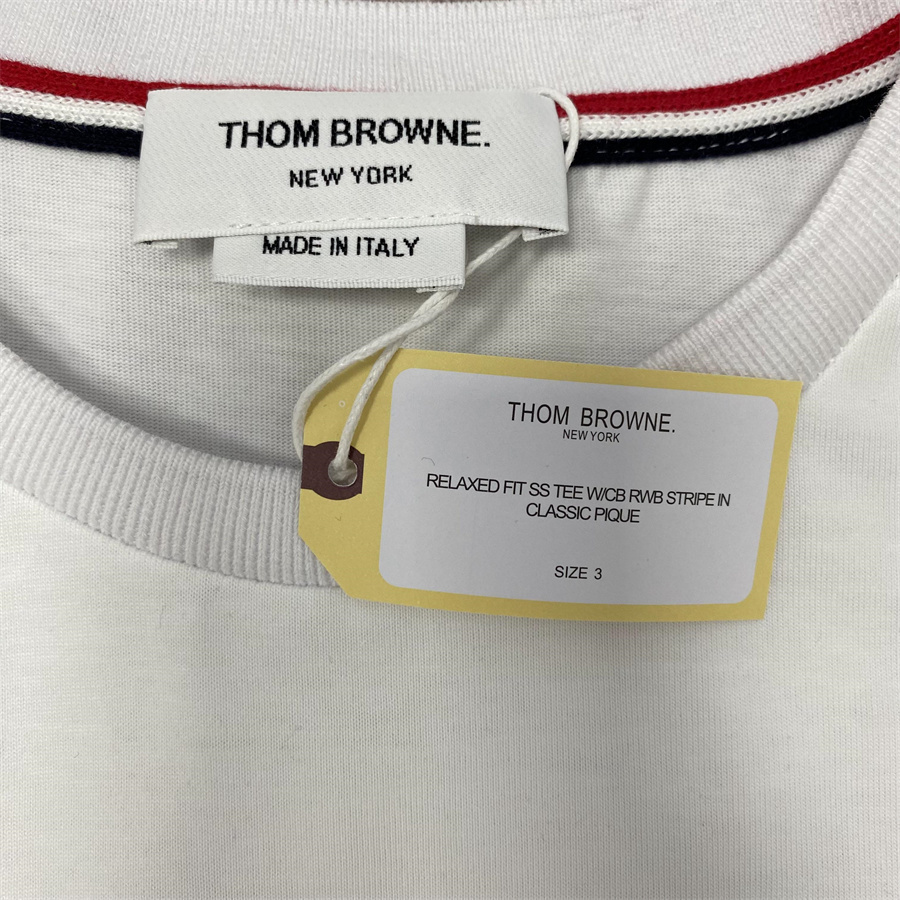 THOM BROWNE.
NEW YORK
MADE IN ITALY
THOM BROWNE.
NEW YORK
RELAXED FIT SS TEE W/CB RWB STRIPE IN
CLASSIC PIQUE
SIZE 3